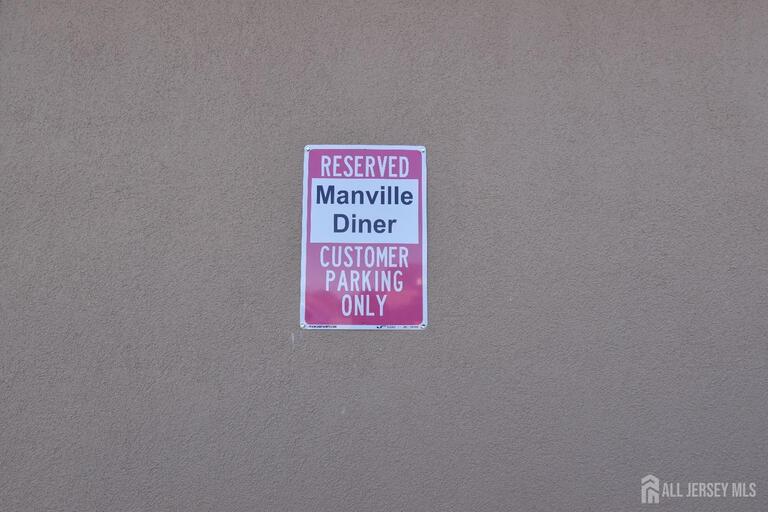 RESERVED
Manville
Diner
CUSTOMER
PARKING
ONLY
ALL JERSEY MLS